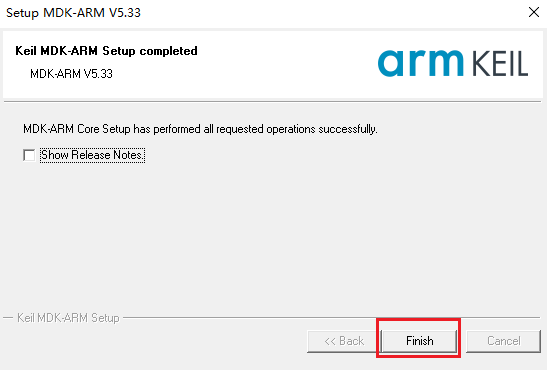 Setup MDK-ARM V5.33
Keil MDK-ARM Setup completed
MDK-ARM V5.33
arm KEIL
MDK-ARM Core Setup has performed all requested operations successfully.
Show Release Notes.
Keil MDK-ARM Setup
<< Back
Finish
Cancel